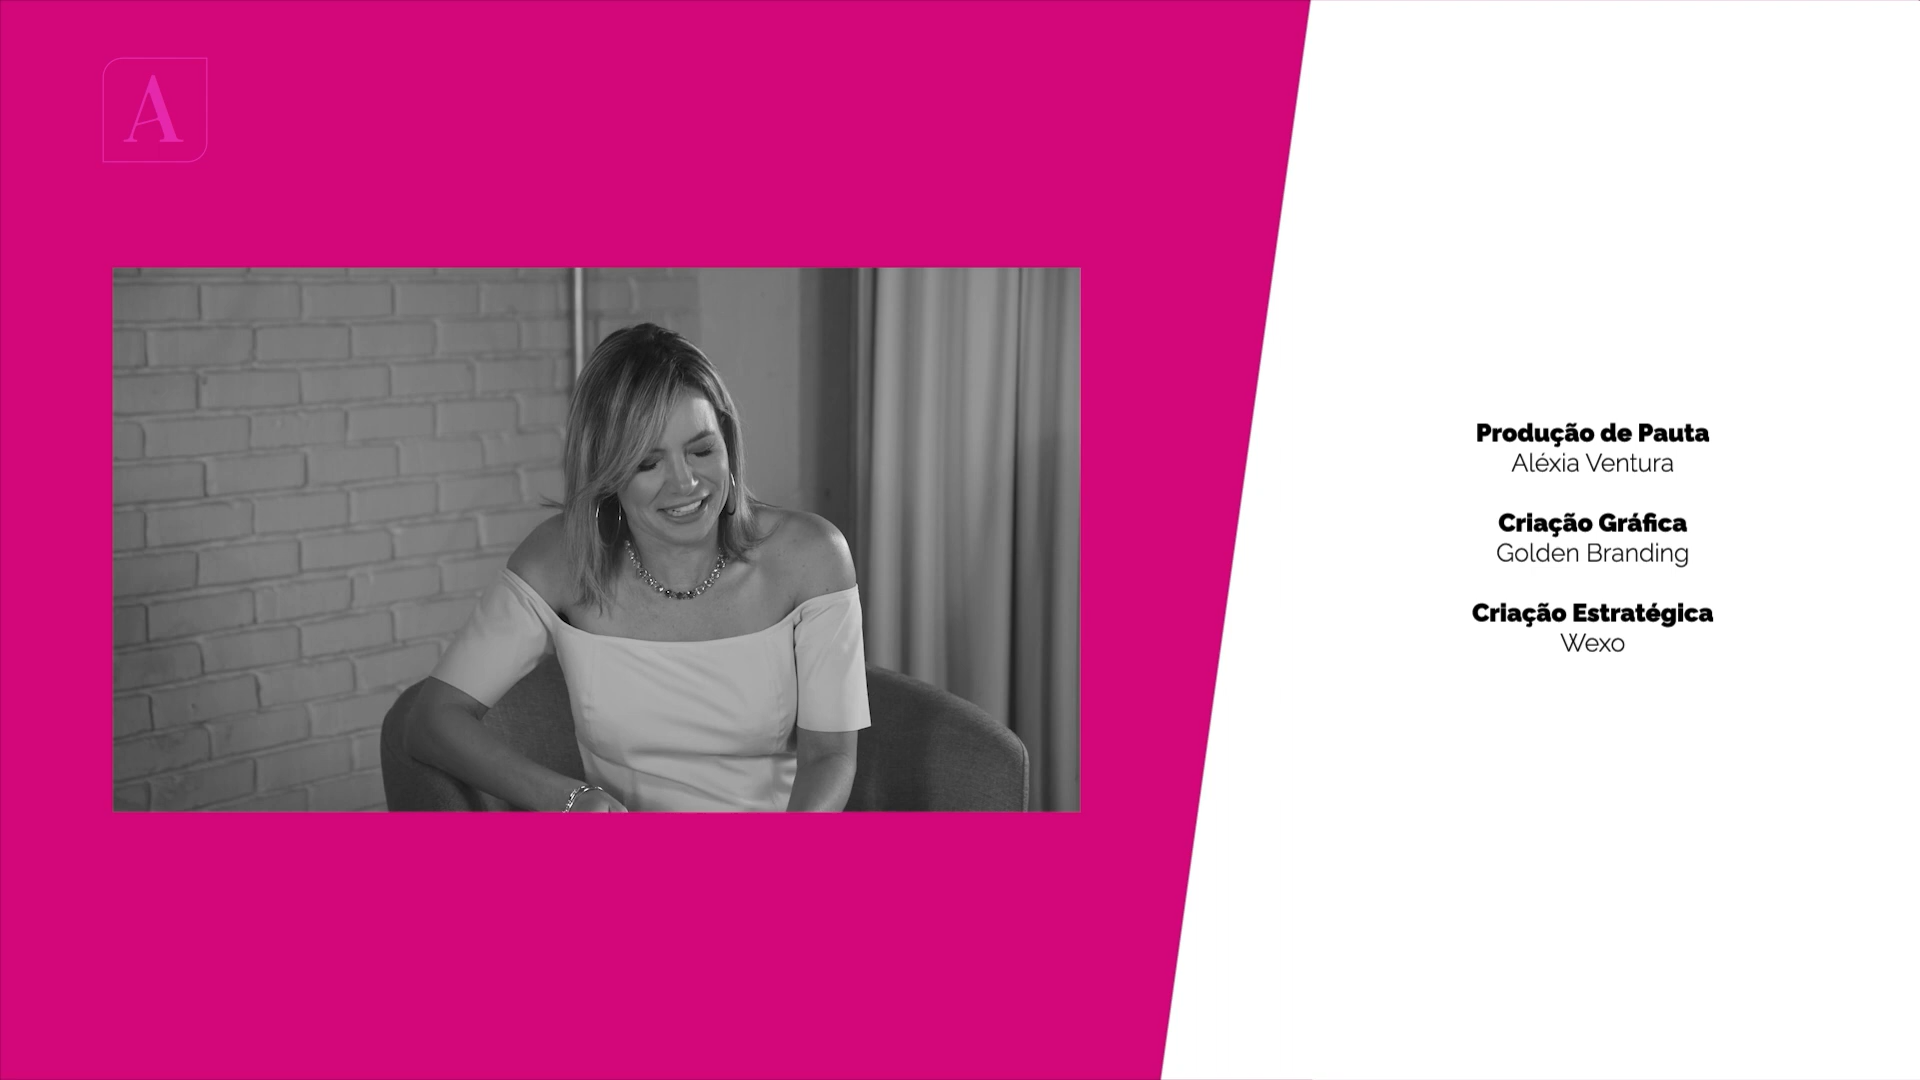 A
Produção de Pauta
Aléxia Ventura
Criação Gráfica
Golden Branding
Criação Estratégica
Wexo